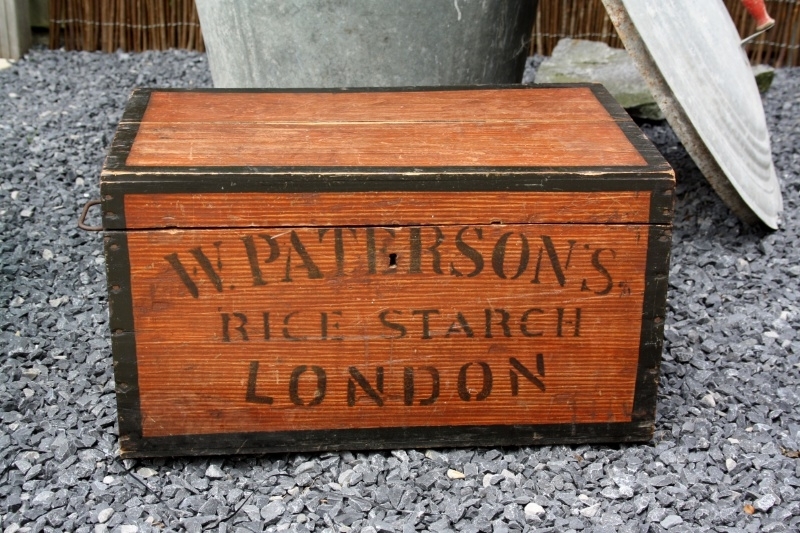 W. PATERSON'S.
RICE STARCH
LONDON